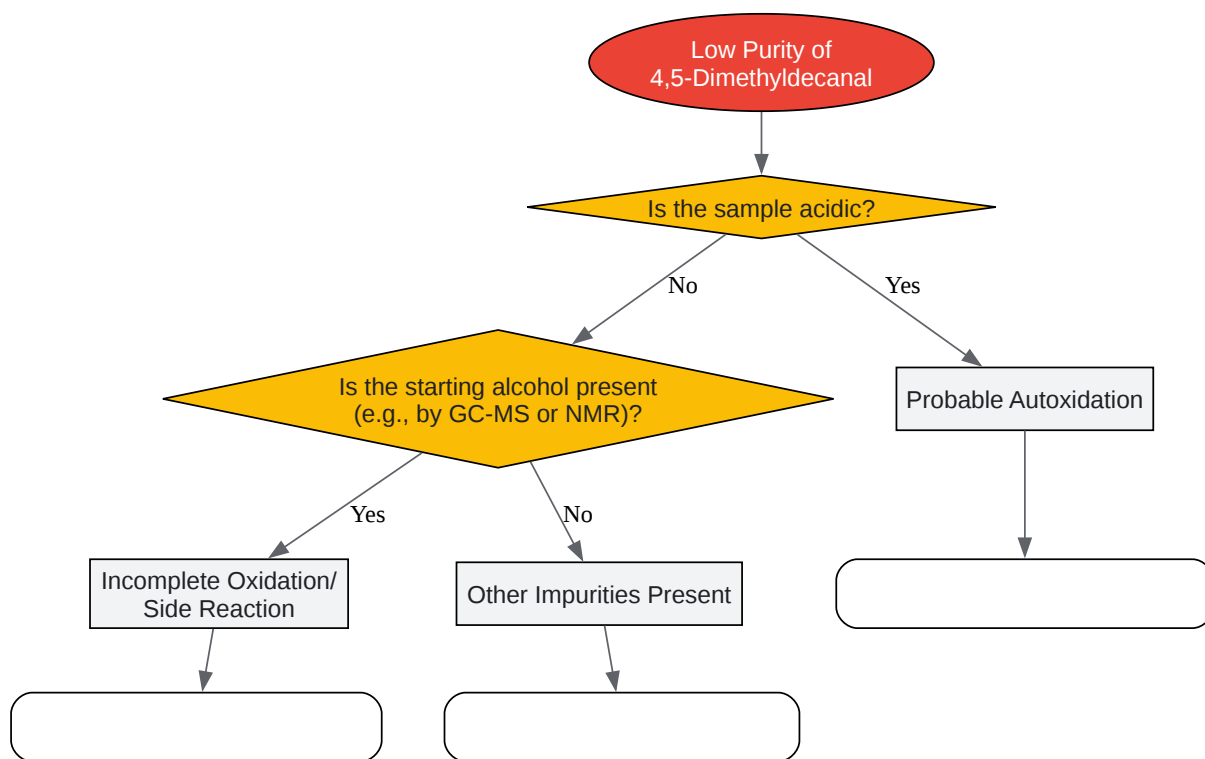 Low Purity of
4,5-Dimethyldecanal
Is the sample acidic?
No
Yes
Is the starting alcohol present
(e.g., by GC-MS or NMR)?
Probable Autoxidation
Yes
No
Incomplete Oxidation/
Side Reaction
Other Impurities Present